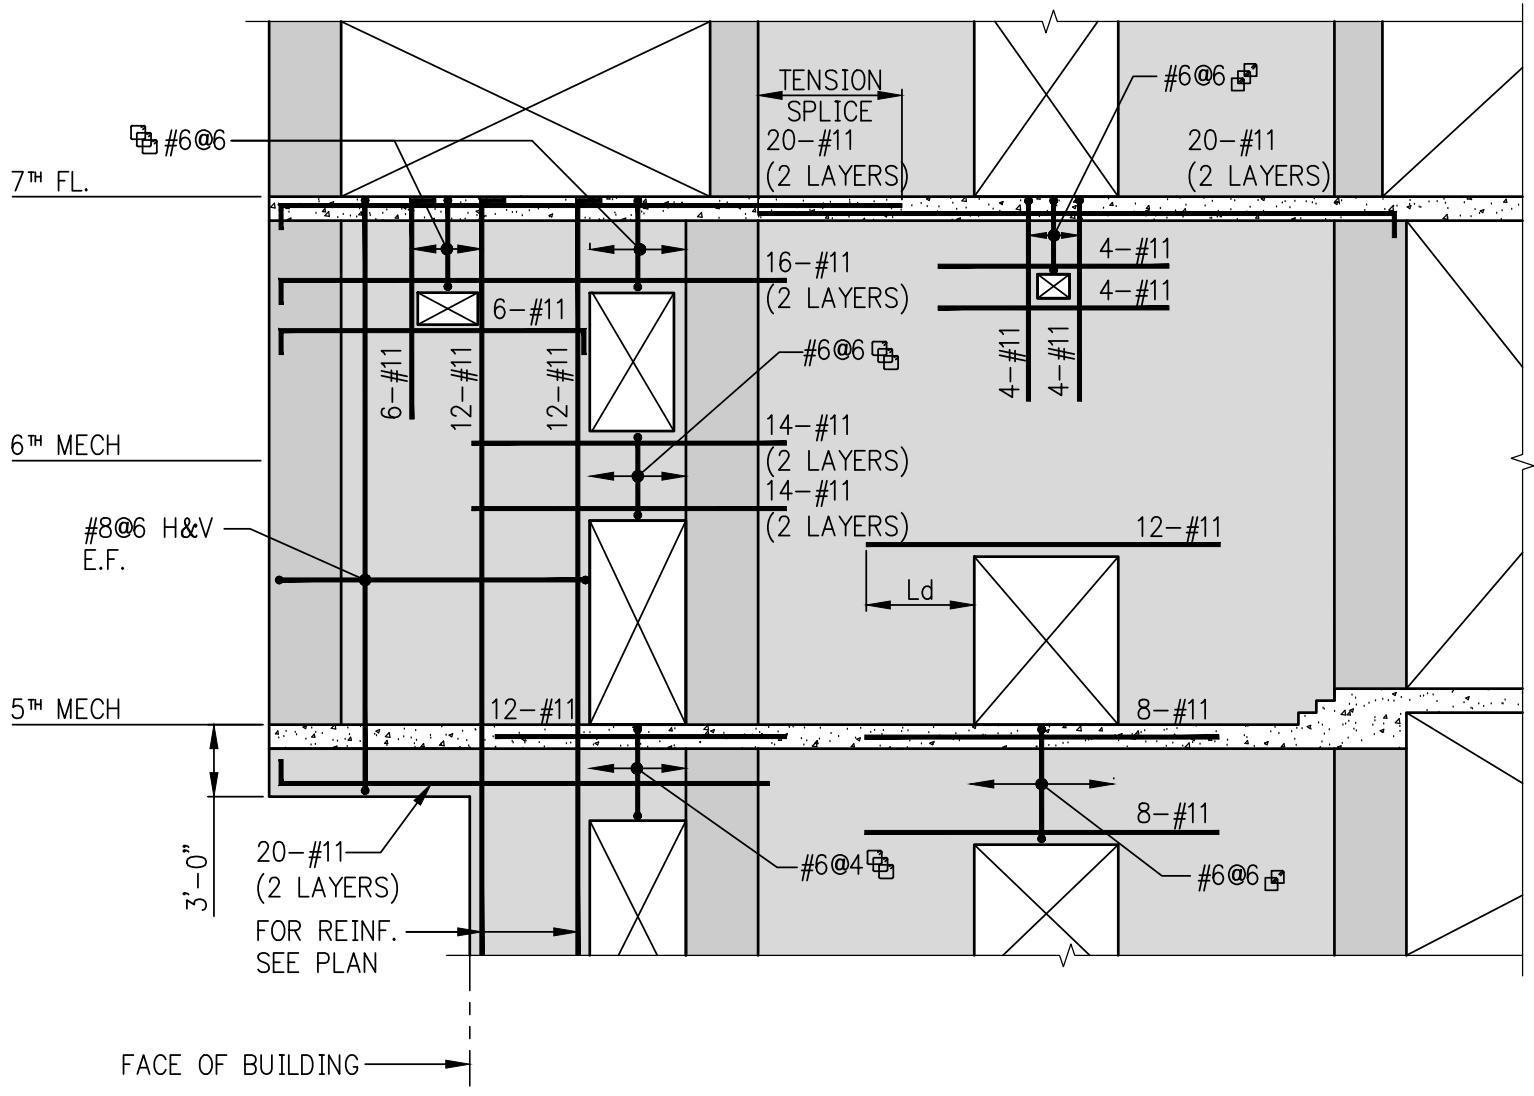 TENSION
SPLICE
#6@6
#6@6
20-#11
(2 LAYERS)
20-#11
(2 LAYERS)
7TH FL.
4-#11
16-#11
(2 LAYERS)
4-#11
6-#11
#6@6
6-#11
12-#11
12-#11
4-#11
4-#11
14-#11
(2 LAYERS)
6TH MECH
14-#11
(2 LAYERS)
#8@6 H&V
E.F.
12-#11
Ld
5TH MECH
12-#11
8-#11
8-#11
3'-0"
20-#11
(2 LAYERS)
#6@4
#6@6
FOR REINF.
SEE PLAN
FACE OF BUILDING